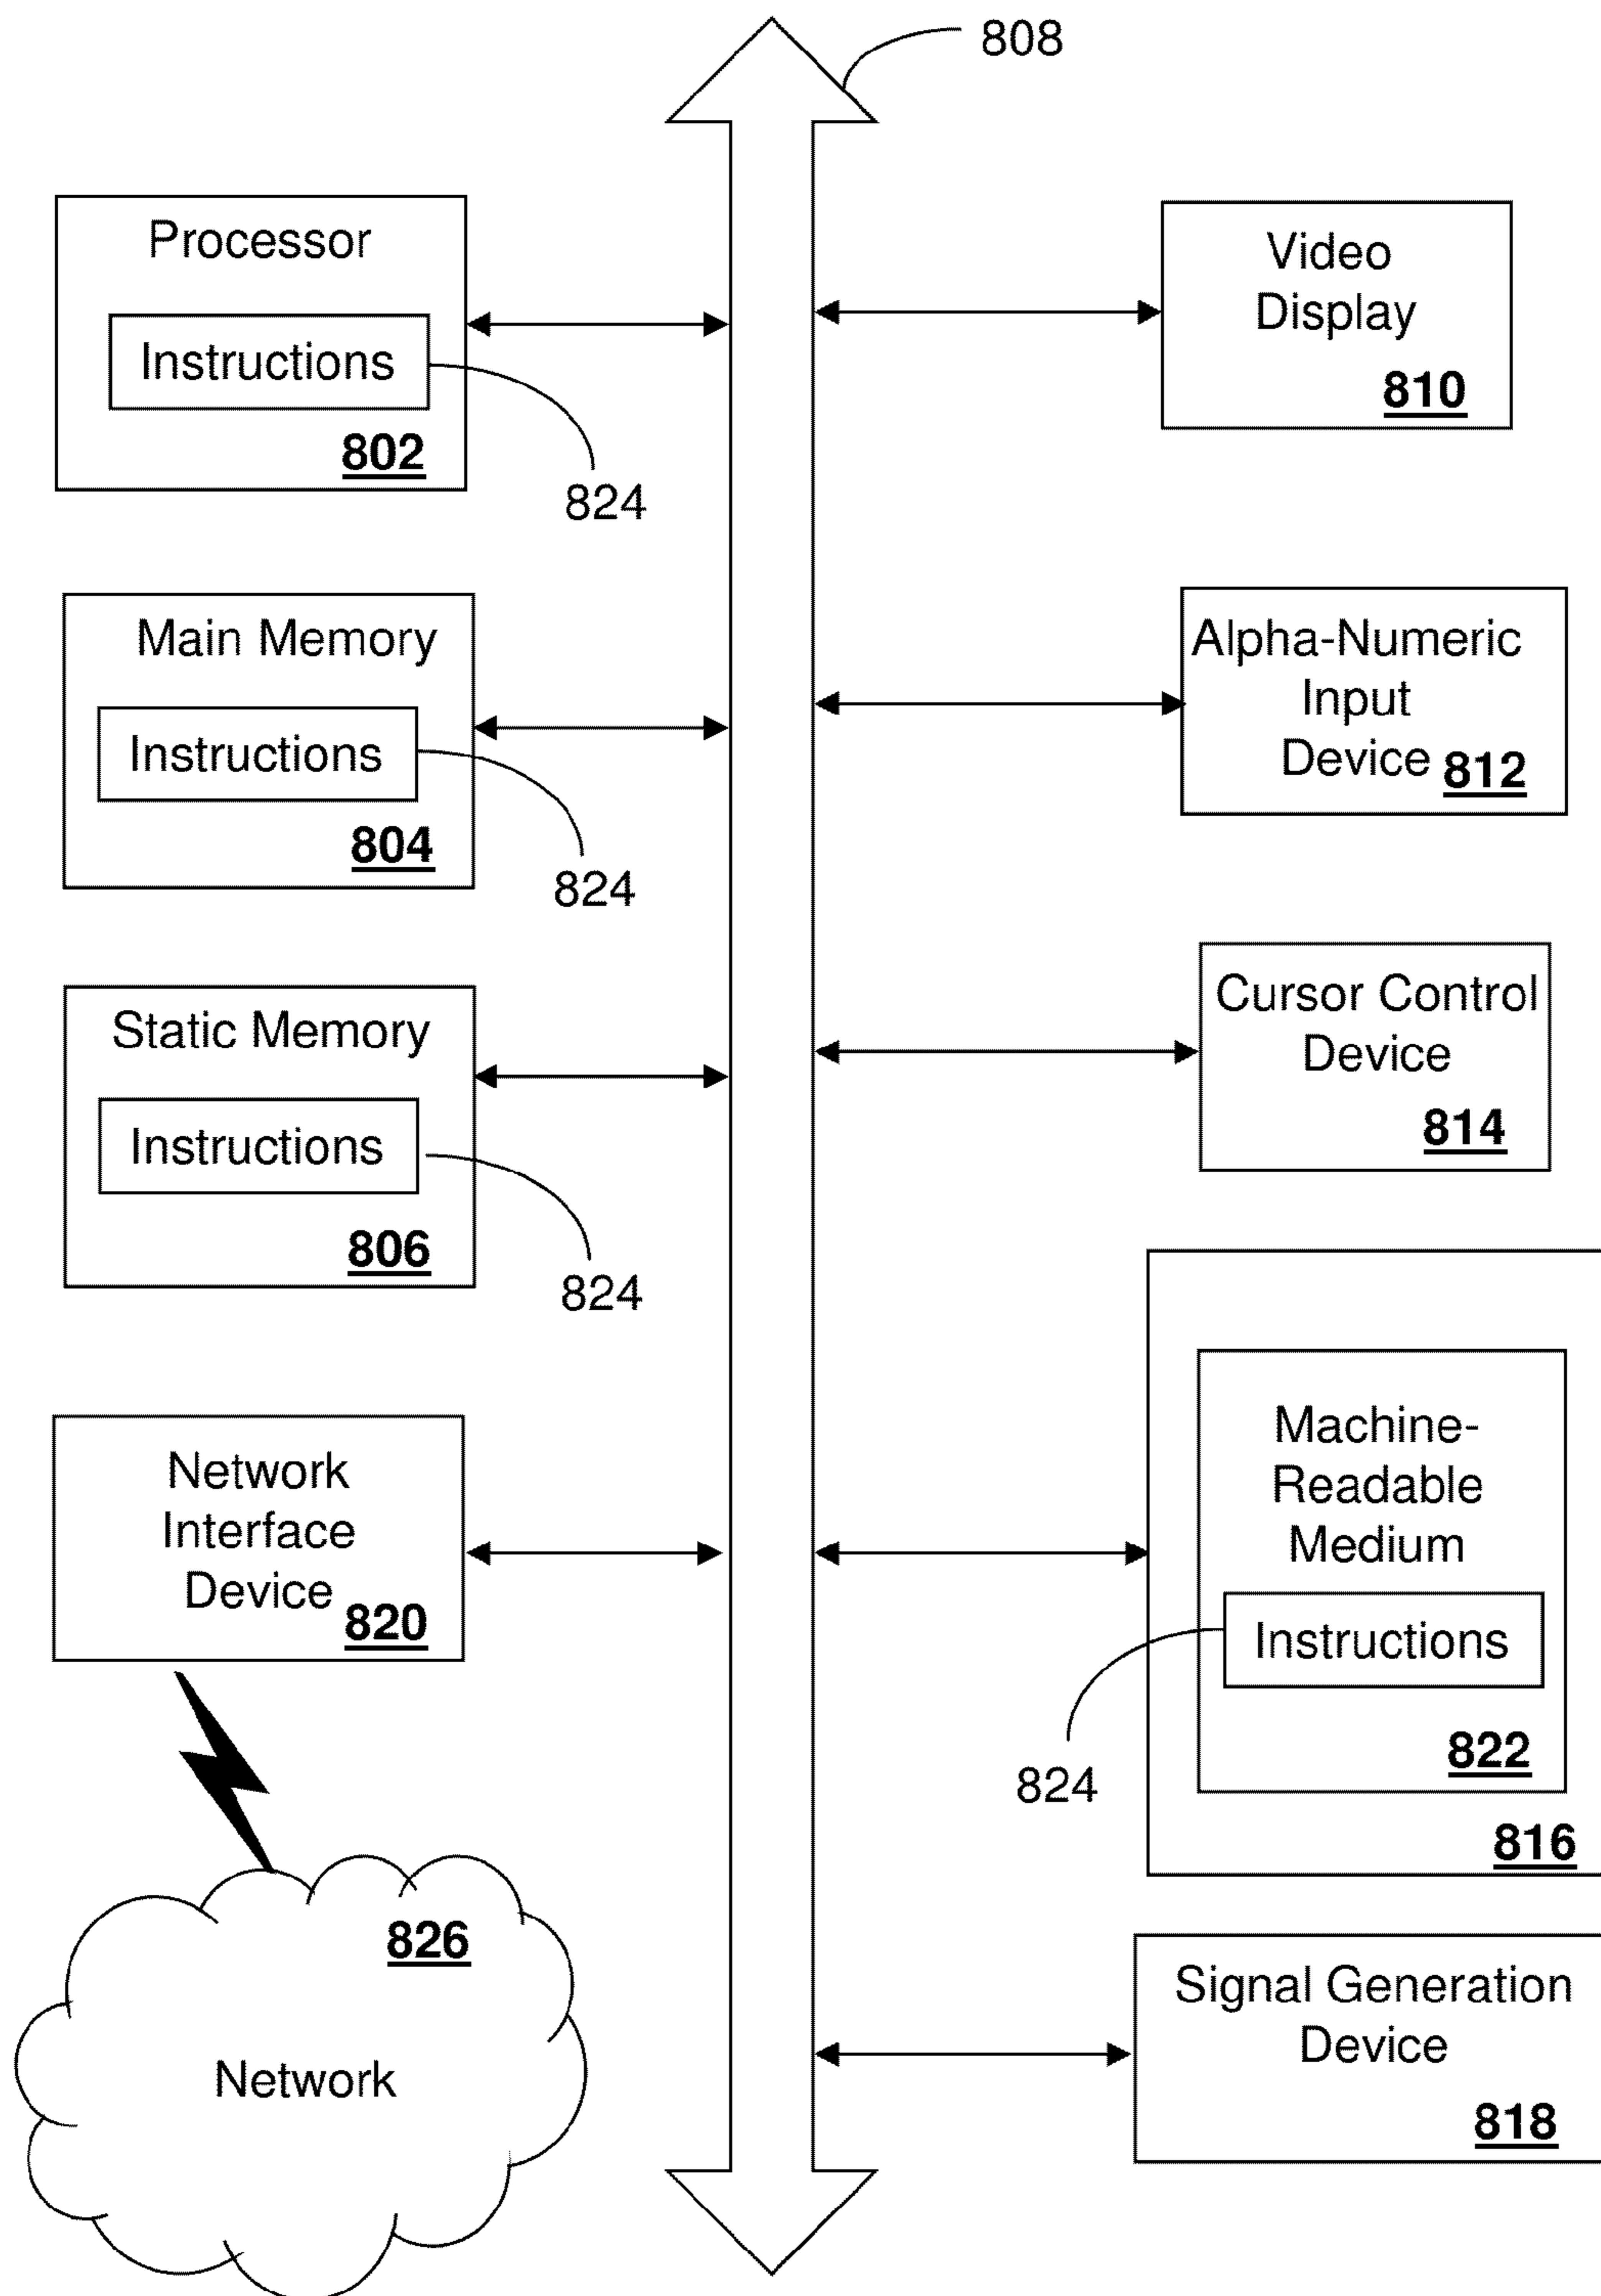 808
Processor
Instructions
802
824
Main Memory
Instructions
804
824
Static Memory
Instructions
806
824
Network
Interface
Device
820
826
Network
Video
Display
810
Alpha-Numeric
Input
Device
812
Cursor Control
Device
814
Machine-
Readable
Medium
Instructions
822
824
816
Signal Generation
Device
818